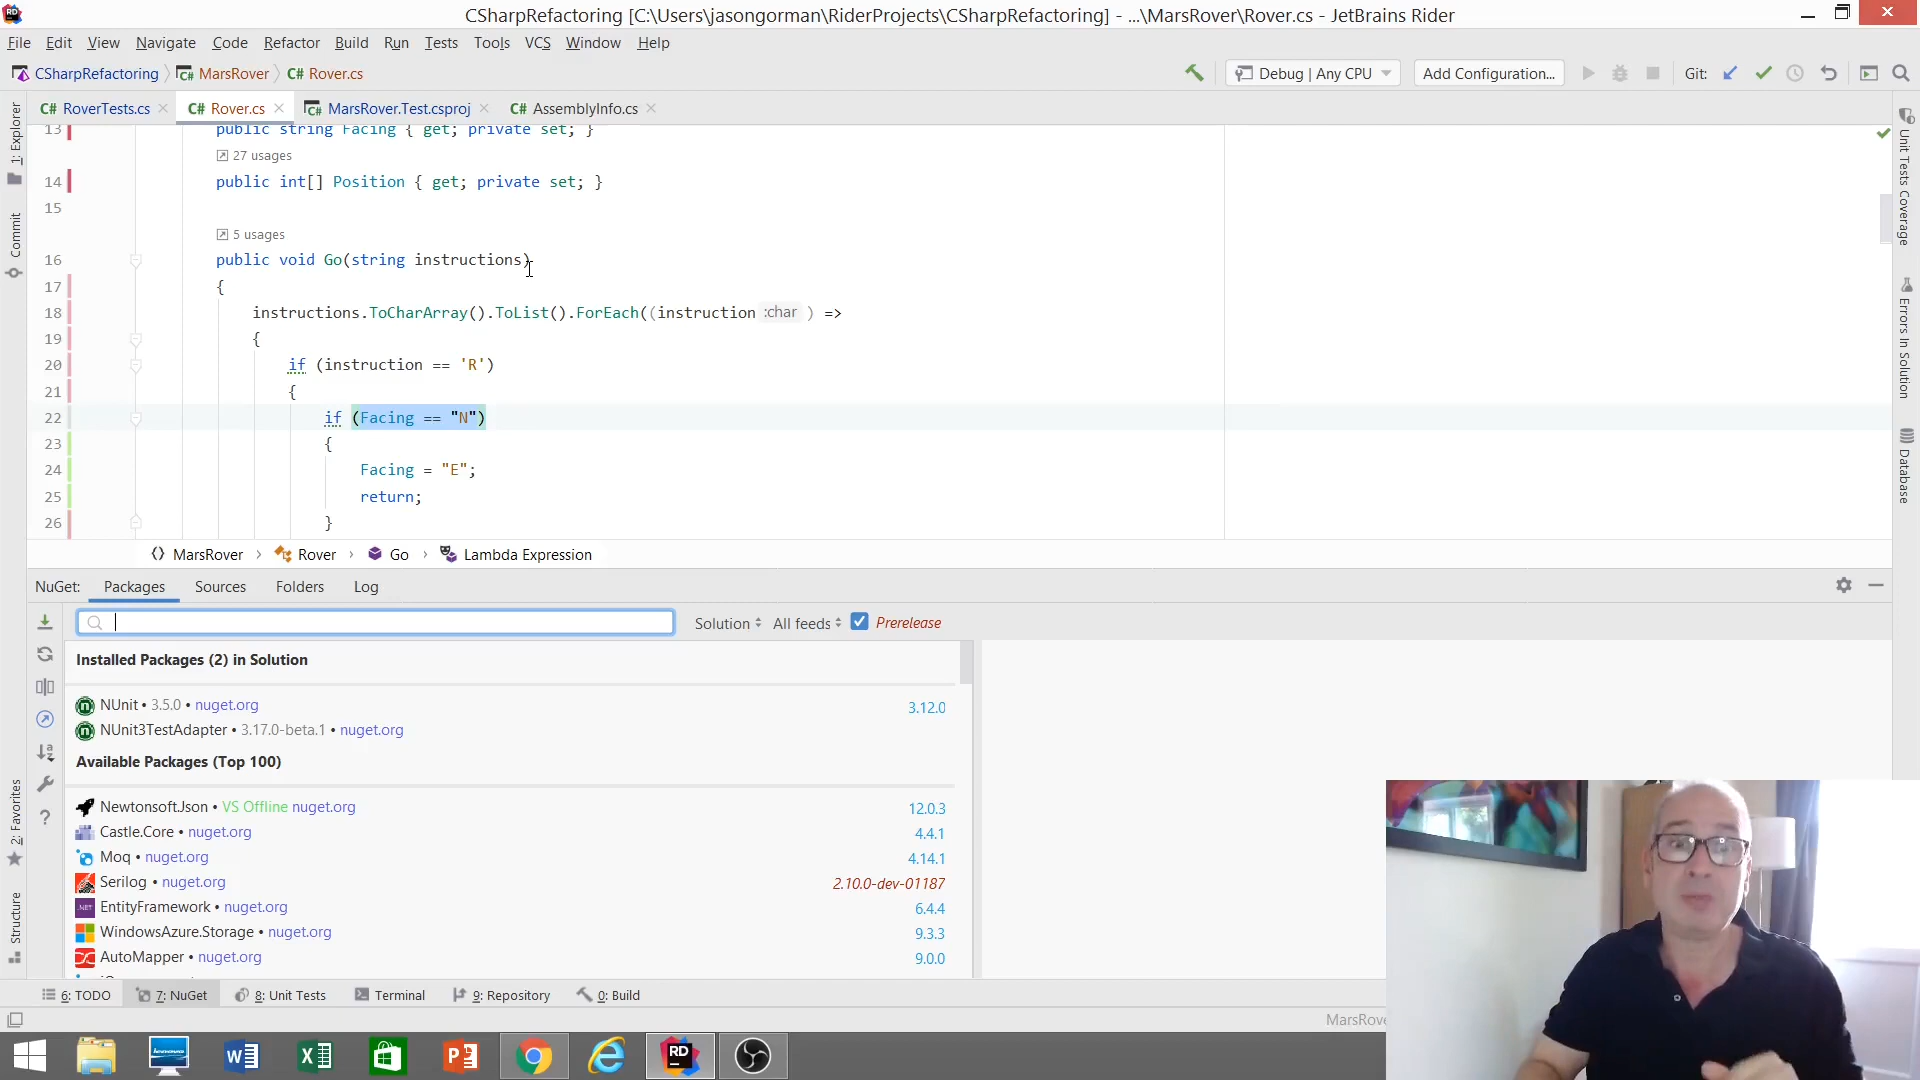 CSharpRefactoring [C:\Users\jasongorman\RiderProjects\CSharpRefactoring] - ...\MarsRover\Rover.cs - JetBrains Rider
File Edit View Navigate Code Refactor Build Run Tests Tools VCS Window Help
CSharpRefactoring MarsRover C# Rover.cs Debug | Any CPU Add Configuration... Git:
C# RoverTests.cs C# Rover.cs MarsRover.Test.csproj C# AssemblyInfo.cs
13 public string Facing { get; private set; }
27 usages
14 public int[] Position { get; private set; }
15
5 usages
16 public void Go(string instructions)
17 {
18 instructions.ToCharArray().ToList().ForEach((instruction :char ) =>
19 {
20 if (instruction == 'R')
21 {
22 if (Facing == "N")
23 {
24 Facing = "E";
25 return;
26 }
MarsRover > Rover > Go > Lambda Expression
NuGet: Packages Sources Folders Log
Solution All feeds Prerelease
Installed Packages (2) in Solution
NUnit • 3.5.0 • nuget.org 3.12.0
NUnit3TestAdapter • 3.17.0-beta.1 • nuget.org
Available Packages (Top 100)
Newtonsoft.Json • VS Offline nuget.org 12.0.3
Castle.Core • nuget.org 4.4.1
Moq • nuget.org 4.14.1
Serilog • nuget.org 2.10.0-dev-01187
EntityFramework • nuget.org 6.4.4
WindowsAzure.Storage • nuget.org 9.3.3
AutoMapper • nuget.org 9.0.0
6: TODO 7: NuGet 8: Unit Tests Terminal 9: Repository 0: Build
1: Explorer
Commit
2: Favorites
Structure
Unit Tests Coverage
Errors In Solution
Database